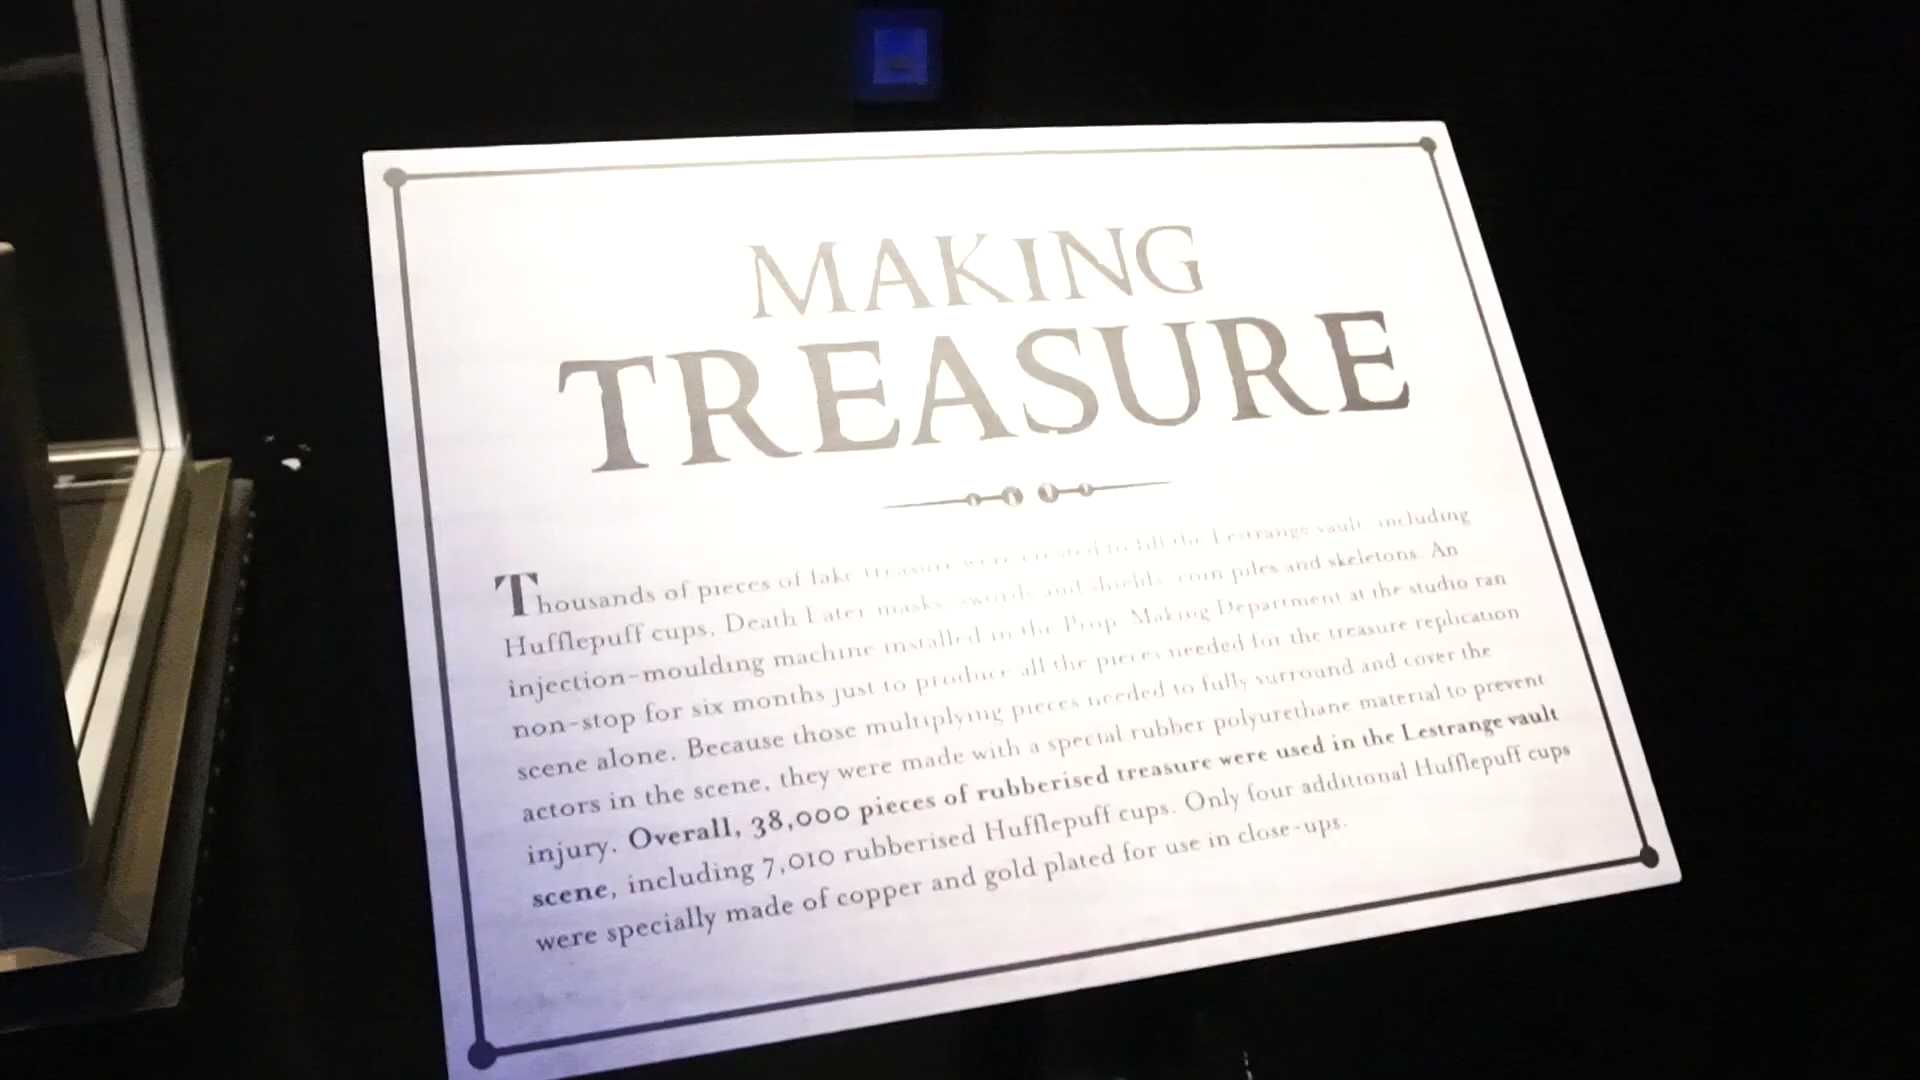 MAKING
TREASURE
Thousands of pieces of fake treasure were created to fill the Lestrange vault including
Hufflepuff cups, Death Eater masks, swords and shields, coin piles and skeletons. An
injection-moulding machine installed in the Prop Making Department at the studio ran
non-stop for six months just to produce all the pieces needed for the treasure replication
scene alone. Because those multiplying pieces needed to fully surround and cover the
actors in the scene, they were made with a special rubber polyurethane material to prevent
injury. Overall, 38,000 pieces of rubberised treasure were used in the Lestrange vault
scene, including 7,010 rubberised Hufflepuff cups. Only four additional Hufflepuff cups
were specially made of copper and gold plated for use in close-ups.